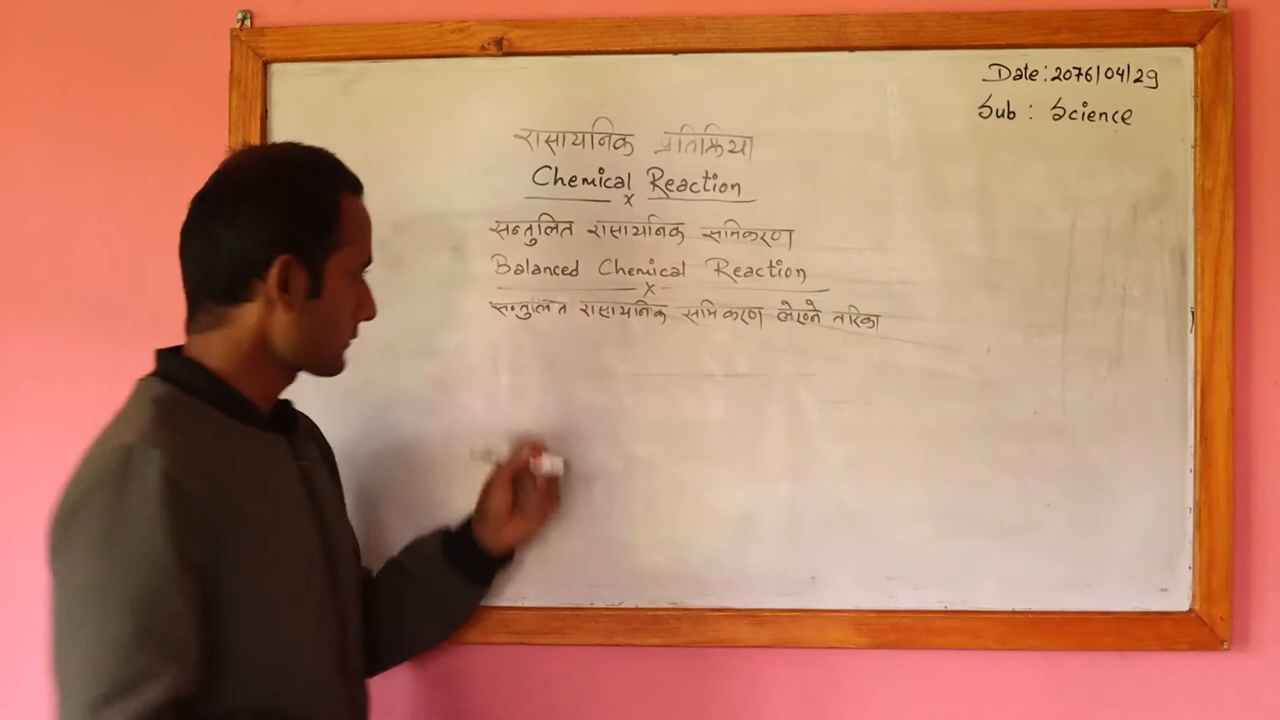 Date: 2076/04/29
Sub : Science
रासायनिक प्रतिक्रिया
Chemical Reaction
x
सन्तुलित रासायनिक समिकरण
Balanced Chemical Reaction
x
सन्तुलित रासायनिक समिकरण लेख्ने तरिका